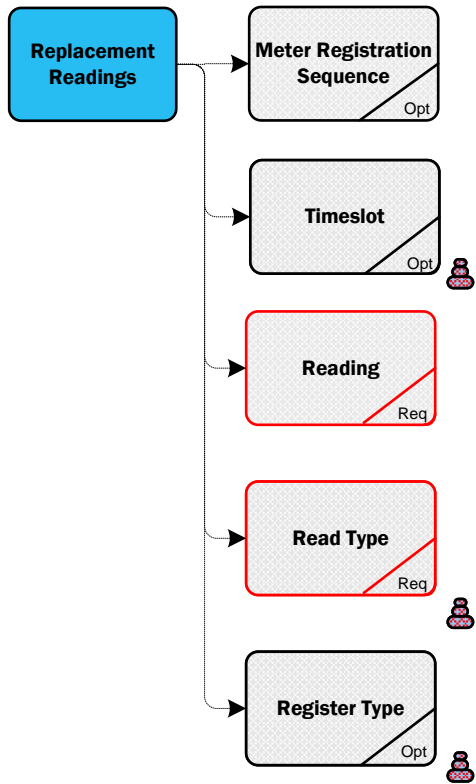 Replacement
Readings
Meter Registration
Sequence
Opt
Timeslot
Opt
Reading
Req
Read Type
Req
Register Type
Opt